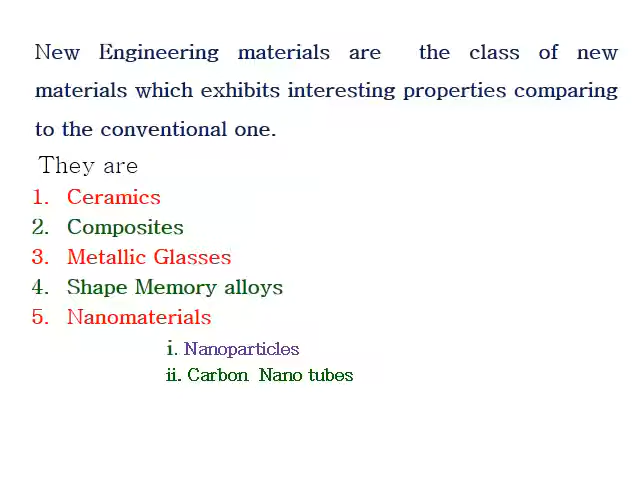 New Engineering materials are the class of new
materials which exhibits interesting properties comparing
to the conventional one.
They are
1. Ceramics
2. Composites
3. Metallic Glasses
4. Shape Memory alloys
5. Nanomaterials
i. Nanoparticles
ii. Carbon Nano tubes